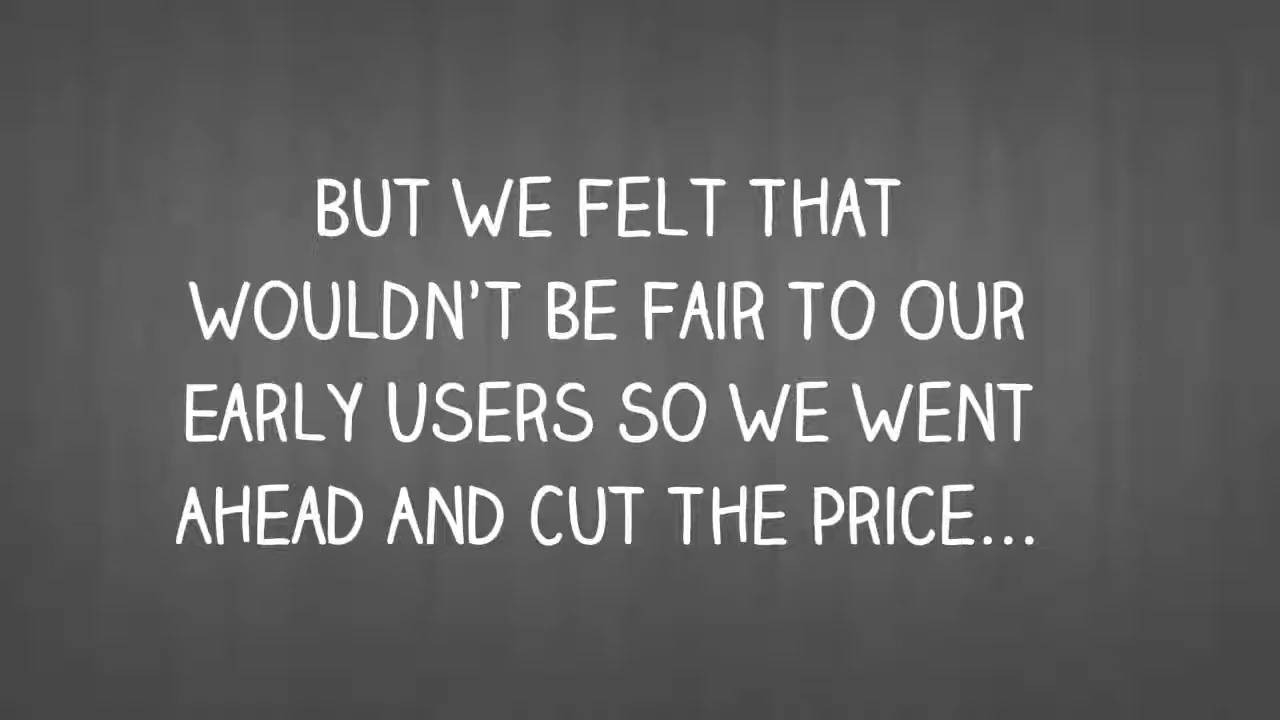 BUT WE FELT THAT
WOULDN'T BE FAIR TO OUR
EARLY USERS SO WE WENT
AHEAD AND CUT THE PRICE...